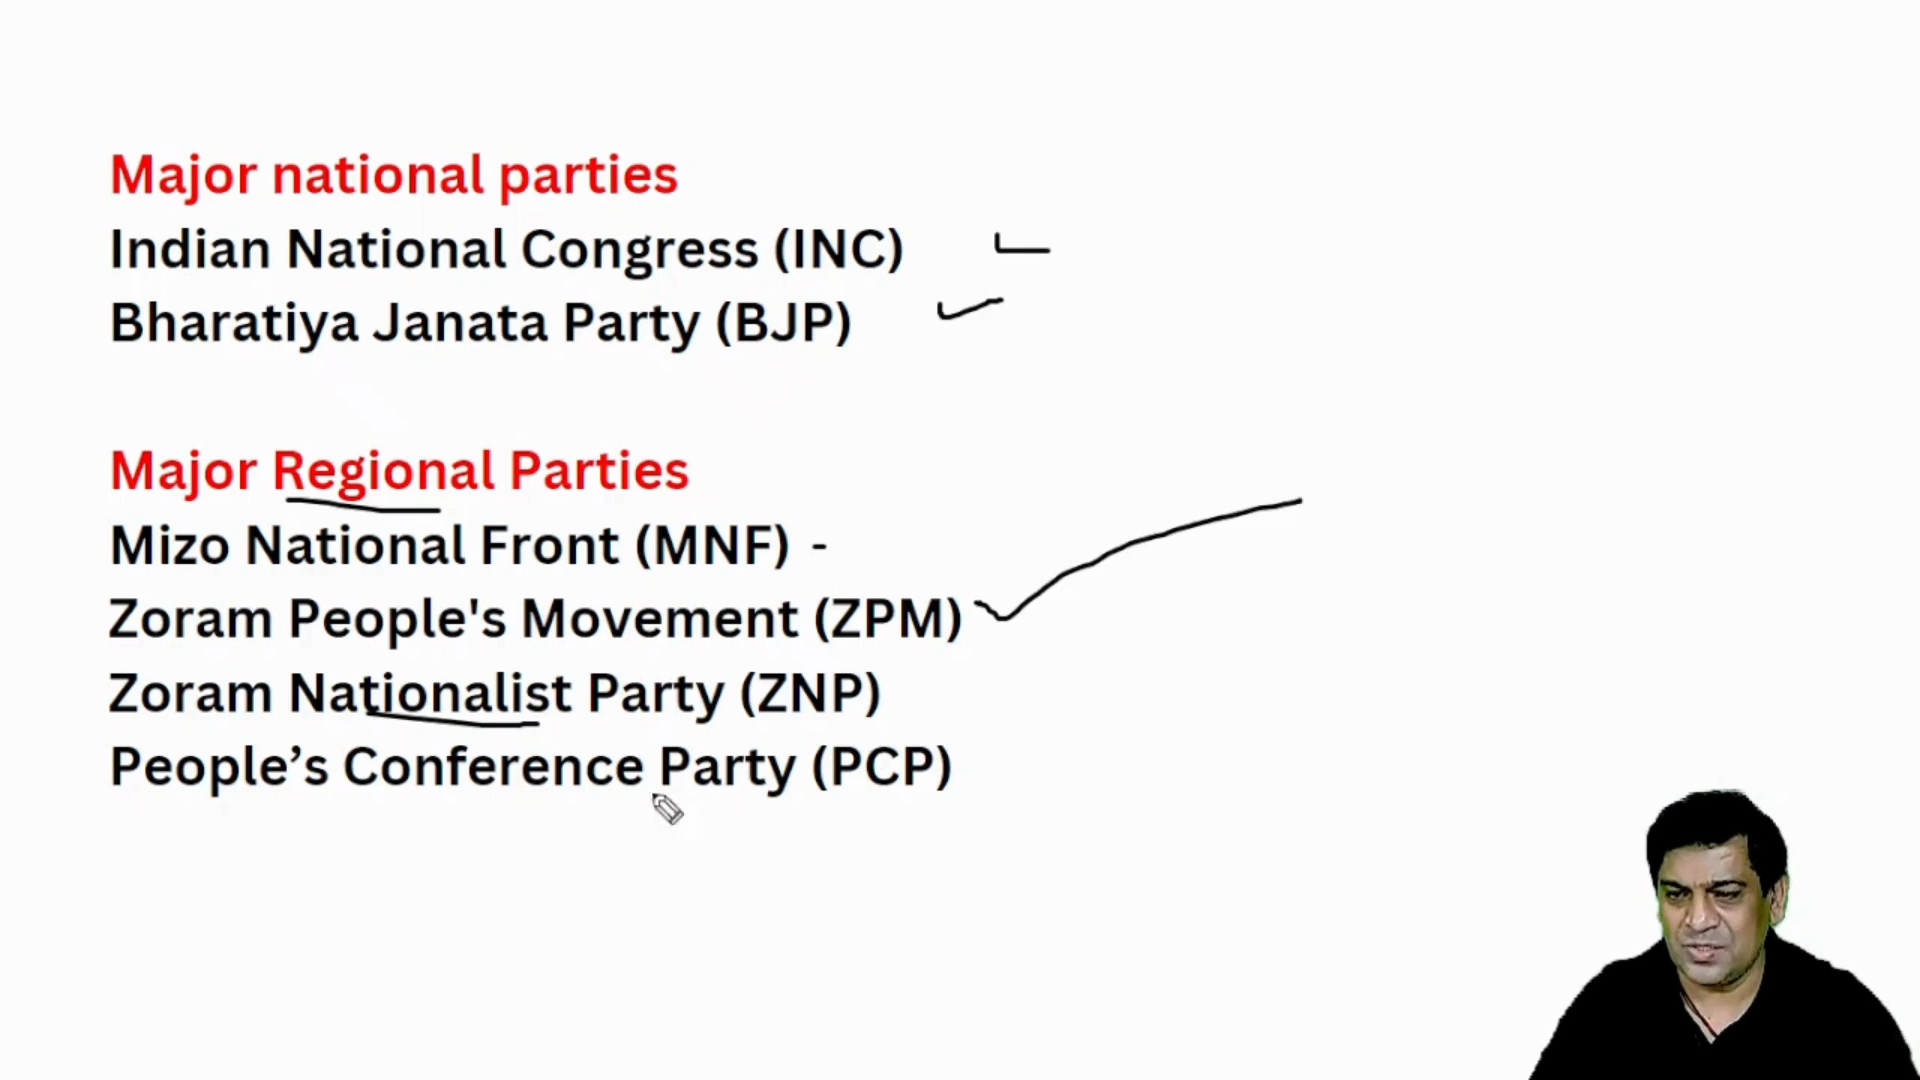 Major national parties
Indian National Congress (INC)
Bharatiya Janata Party (BJP)
Major Regional Parties
Mizo National Front (MNF) -
Zoram People's Movement (ZPM)
Zoram Nationalist Party (ZNP)
People’s Conference Party (PCP)